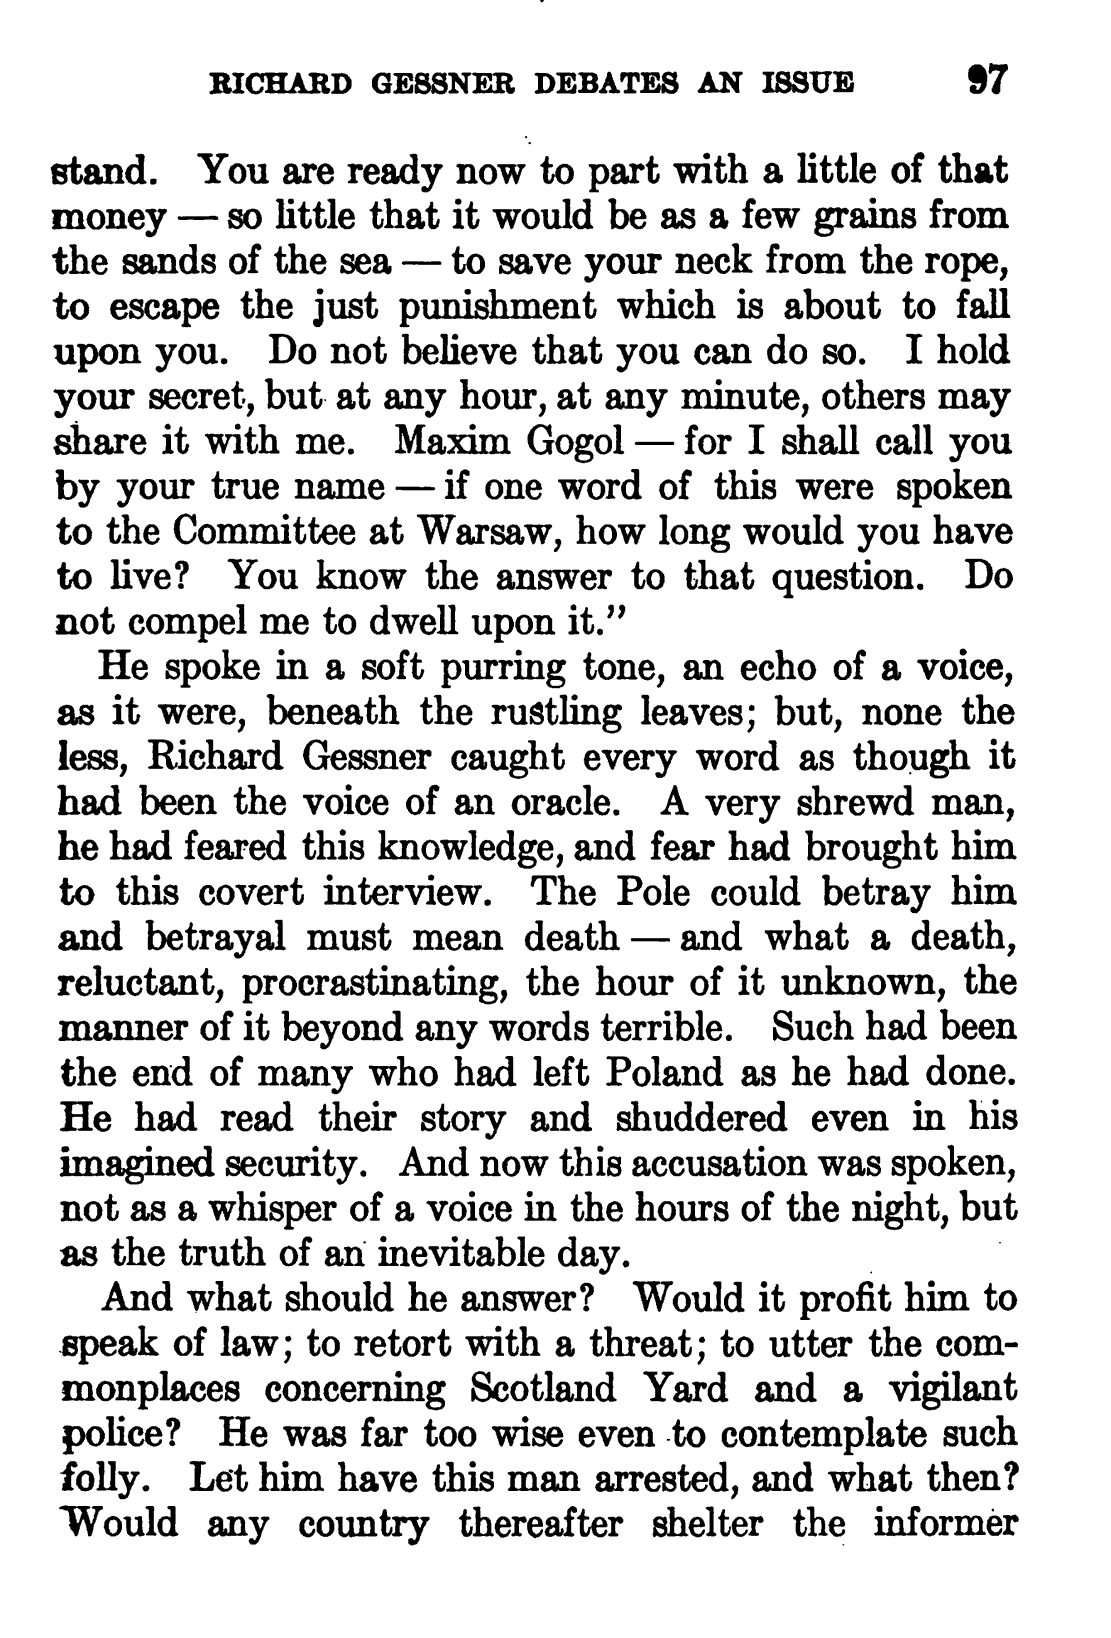 RICHARD GESSNER DEBATES AN ISSUE 97
stand. You are ready now to part with a little of that
money — so little that it would be as a few grains from
the sands of the sea — to save your neck from the rope,
to escape the just punishment which is about to fall
upon you. Do not believe that you can do so. I hold
your secret, but at any hour, at any minute, others may
share it with me. Maxim Gogol — for I shall call you
by your true name — if one word of this were spoken
to the Committee at Warsaw, how long would you have
to live? You know the answer to that question. Do
not compel me to dwell upon it."
He spoke in a soft purring tone, an echo of a voice,
as it were, beneath the rustling leaves; but, none the
less, Richard Gessner caught every word as though it
had been the voice of an oracle. A very shrewd man,
he had feared this knowledge, and fear had brought him
to this covert interview. The Pole could betray him
and betrayal must mean death — and what a death,
reluctant, procrastinating, the hour of it unknown, the
manner of it beyond any words terrible. Such had been
the end of many who had left Poland as he had done.
He had read their story and shuddered even in his
imagined security. And now this accusation was spoken,
not as a whisper of a voice in the hours of the night, but
as the truth of an inevitable day.
And what should he answer? Would it profit him to
speak of law; to retort with a threat; to utter the com-
monplaces concerning Scotland Yard and a vigilant
police? He was far too wise even to contemplate such
folly. Let him have this man arrested, and what then?
Would any country thereafter shelter the informer